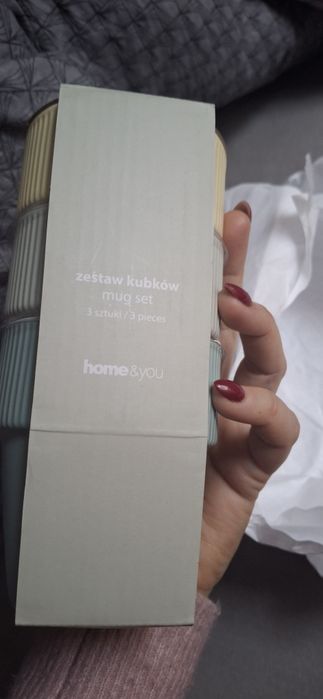 zestaw kubków
mug set
3 sztuki / 3 pieces
home&you